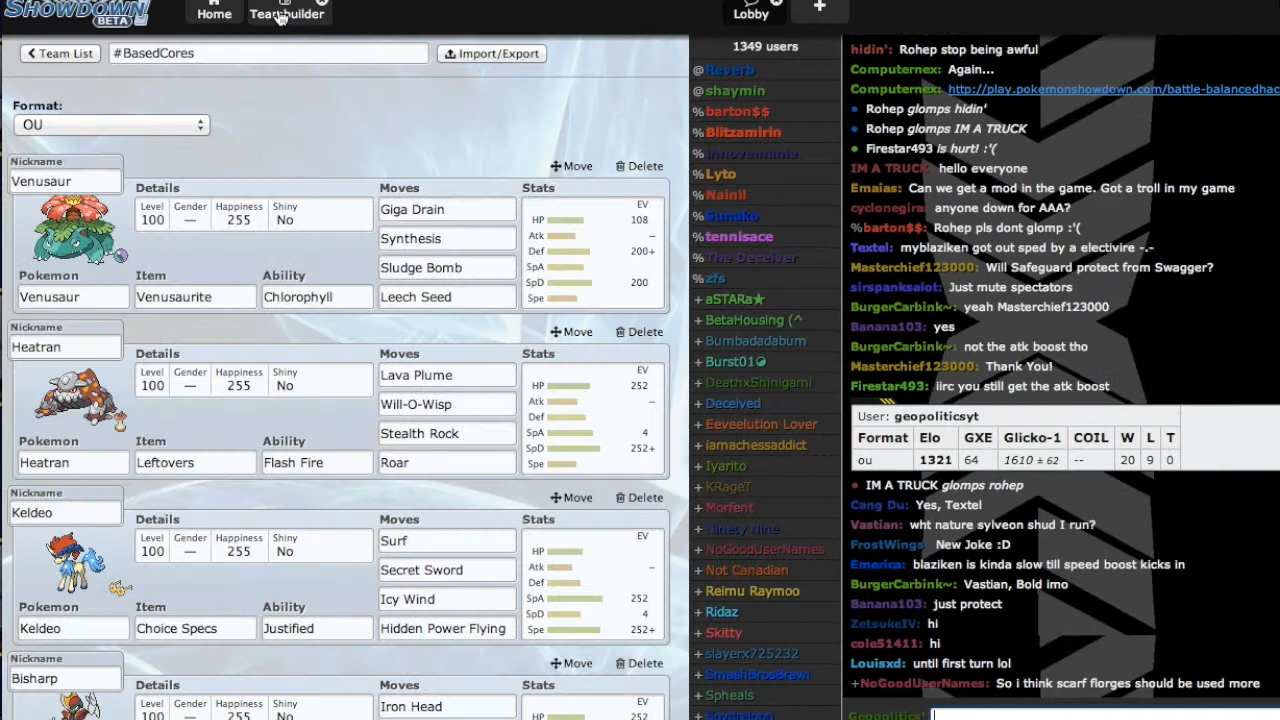 SHOWDOWN
BETA
Home
Teambuilder
Lobby
+
Team List
#BasedCores
Import/Export
Format:
OU
Nickname
Venusaur
Move Delete
Details
Level Gender Happiness Shiny
100 — 255 No
Pokemon Item Ability
Venusaur Venusaurite Chlorophyll
Moves
Giga Drain
Synthesis
Sludge Bomb
Leech Seed
Stats
EV
HP 108
Atk –
Def 200+
SpA
SpD 200
Spe
Nickname
Heatran
Move Delete
Details
Level Gender Happiness Shiny
100 — 255 No
Pokemon Item Ability
Heatran Leftovers Flash Fire
Moves
Lava Plume
Will-O-Wisp
Stealth Rock
Roar
Stats
EV
HP 252
Atk –
Def
SpA 4
SpD 252+
Spe
Nickname
Keldeo
Move Delete
Details
Level Gender Happiness Shiny
100 — 255 No
Pokemon Item Ability
Keldeo Choice Specs Justified
Moves
Surf
Secret Sword
Icy Wind
Hidden Power Flying
Stats
EV
HP
Atk –
Def
SpA 252
SpD 4
Spe 252+
Nickname
Bisharp
Move Delete
Details
Level Gender Happiness Shiny
100 — 255 No
Moves
Iron Head
Stats
EV
HP
Atk 252
1349 users
@Reverb
@shaymin
%barton$$
%Blitzamirin
%Innovamania
%Lyto
%Nainil
%Sunako
%tennisace
%The Deceiver
%zfs
+aSTARa★
+BetaHousing (^
+Bumbadadabum
+Burst01
+DeathxShinigami
+Deceived
+Eeveelution Lover
+iamachessaddict
+Iyarito
+KRageT
+Morfent
+Ninety Nine
+NoGoodUserNames
+Not Canadian
+Reimu Raymoo
+Ridaz
+Skitty
+slayerx725232
+SmashBrosBrawl
+Spheals
hidin': Rohep stop being awful
Computernex: Again...
Computernex: http://play.pokemonshowdown.com/battle-balancedhac
• Rohep glomps hidin'
• Rohep glomps IM A TRUCK
• Firestar493 is hurt! :'(
IM A TRUCK: hello everyone
Emaias: Can we get a mod in the game. Got a troll in my game
cyclonegira: anyone down for AAA?
%barton$$: Rohep pls dont glomp :'(
Textel: myblaziken got out sped by a electivire -.-
Masterchief123000: Will Safeguard protect from Swagger?
sirspanksalot: Just mute spectators
BurgerCarbink~: yeah Masterchief123000
Banana103: yes
BurgerCarbink~: not the atk boost tho
Masterchief123000: Thank You!
Firestar493: iirc you still get the atk boost
User: geopoliticsyt
Format Elo GXE Glicko-1 COIL W L T
ou 1321 64 1610 ± 62 -- 20 9 0
• IM A TRUCK glomps rohep
Cang Du: Yes, Textel
Vastian: wht nature sylveon shud I run?
FrostWings: New Joke :D
Emerica: blaziken is kinda slow till speed boost kicks in
BurgerCarbink~: Vastian, Bold imo
Banana103: just protect
ZetsukeIV: hi
cole51411: hi
Louisxd: until first turn lol
+NoGoodUserNames: So i think scarf florges should be used more
Geopolitics